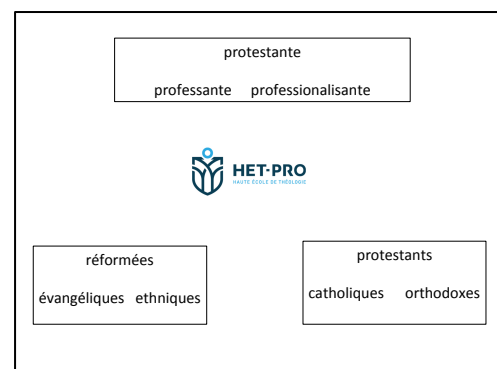 protestante
professante professionalisante
HET-PRO
HAUTE ÉCOLE DE THÉOLOGIE
réformées
évangéliques ethniques
protestants
catholiques orthodoxes